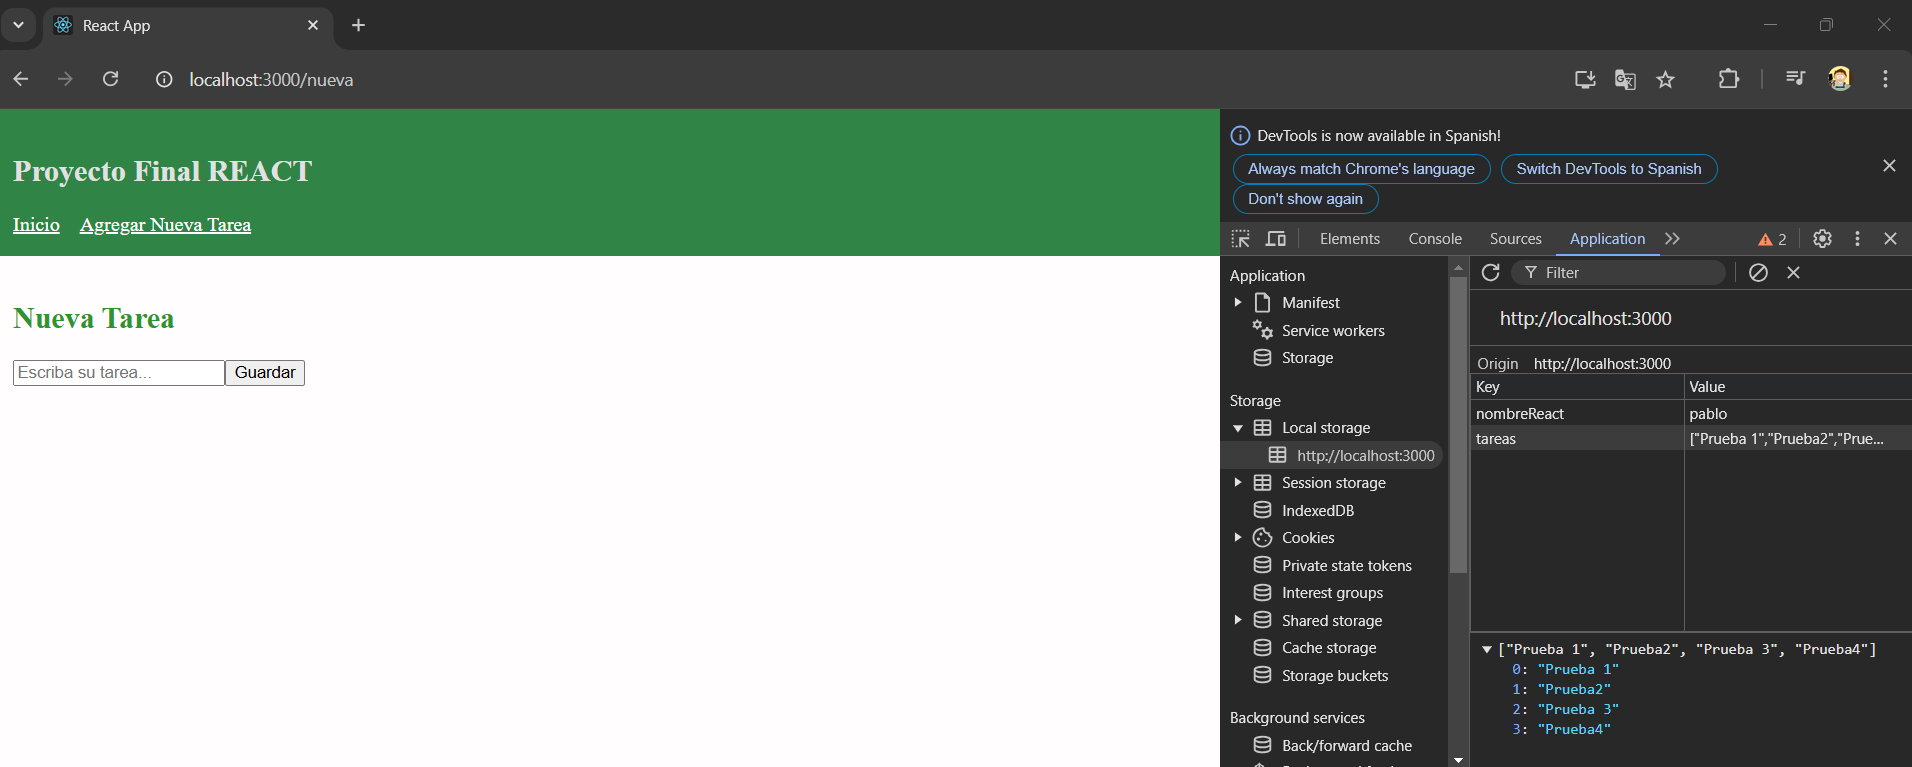 React App
localhost:3000/nueva
Proyecto Final REACT
Inicio Agregar Nueva Tarea
Nueva Tarea
Escriba su tarea... Guardar
DevTools is now available in Spanish!
Always match Chrome's language Switch DevTools to Spanish
Don't show again
Elements Console Sources Application 2
Application
Manifest
Service workers
Storage
Storage
Local storage
http://localhost:3000
Session storage
IndexedDB
Cookies
Private state tokens
Interest groups
Shared storage
Cache storage
Storage buckets
Background services
Back/forward cache
Filter
http://localhost:3000
Origin http://localhost:3000
Key Value
nombreReact pablo
tareas ["Prueba 1","Prueba2","Prue...
["Prueba 1", "Prueba2", "Prueba 3", "Prueba4"]
0: "Prueba 1"
1: "Prueba2"
2: "Prueba 3"
3: "Prueba4"